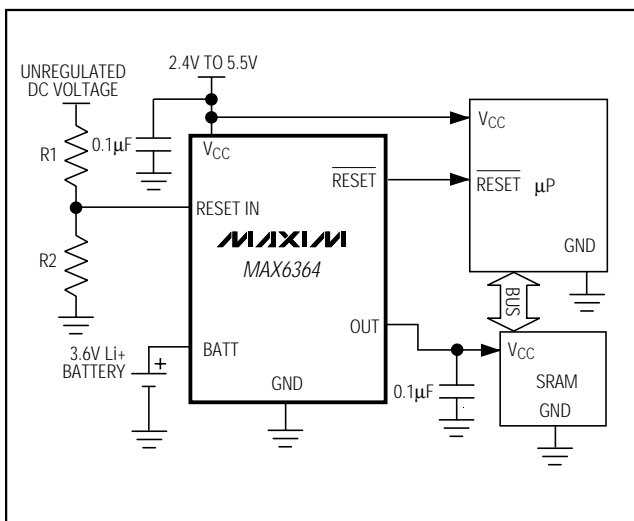 UNREGULATED
DC VOLTAGE
2.4V TO 5.5V
R1
0.1µF
VCC
VCC
RESET
RESET µP
RESET IN
MAXIM
MAX6364
R2
GND
BUS
OUT
3.6V Li+
BATTERY
+
BATT
VCC
SRAM
GND
0.1µF
GND